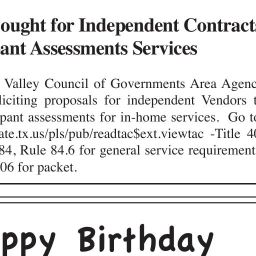 ought for Independent Contracts
ant Assessments Services
Valley Council of Governments Area Agenc
liciting proposals for independent Vendors t
pant assessments for in-home services. Go to
ate.tx.us/pls/pub/readtac$ext.viewtac -Title 40
84, Rule 84.6 for general service requirement
06 for packet.
ppy Birthday